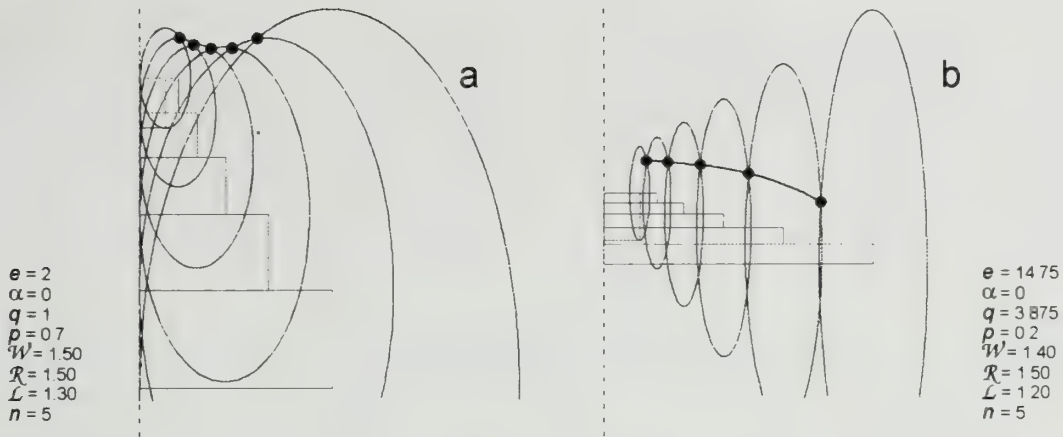 a
b
e = 2
α = 0
q = 1
p = 0 7
W = 1.50
R = 1.50
L = 1.30
n = 5
e = 14 75
α = 0
q = 3 875
p = 0 2
W = 1 40
R = 1 50
L = 1 20
n = 5